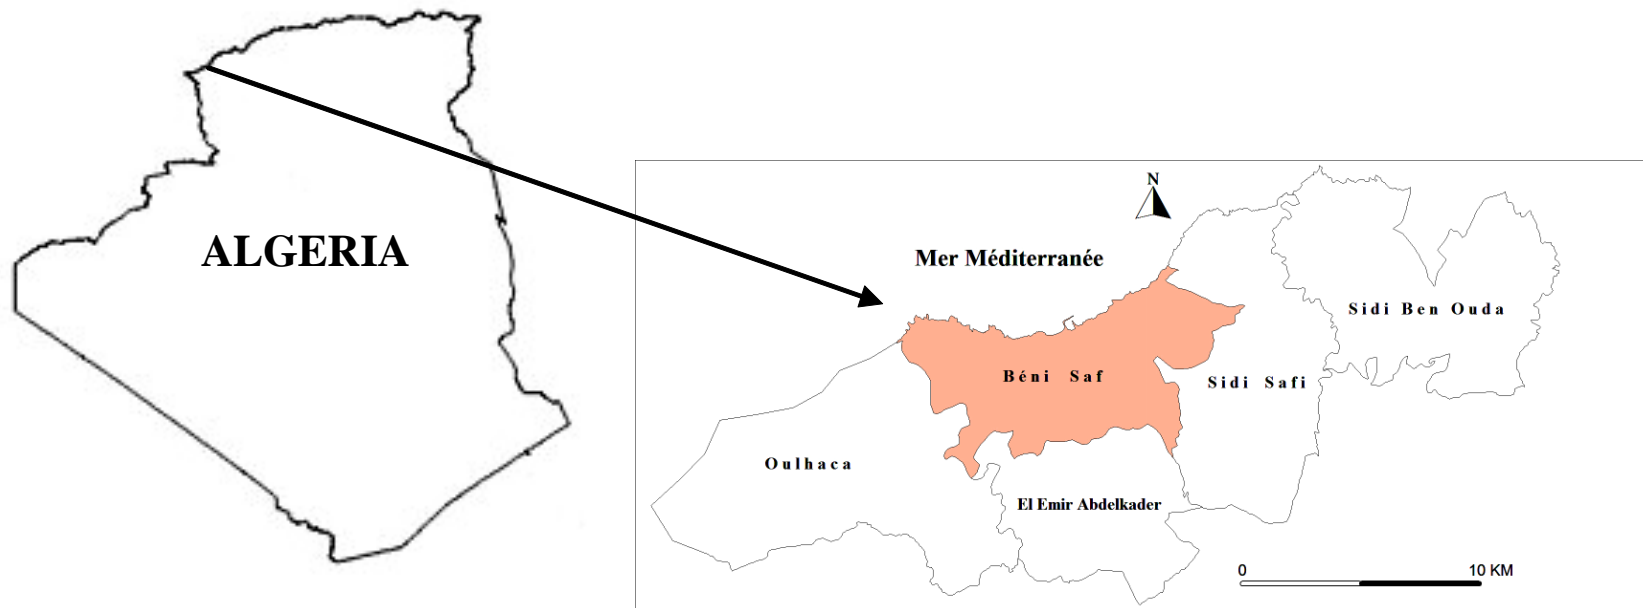 ALGERIA
N
Mer Méditerranée
Sidi Ben Ouda
Béni Saf
Sidi Safi
Oulhaca
El Emir Abdelkader
0 10 KM